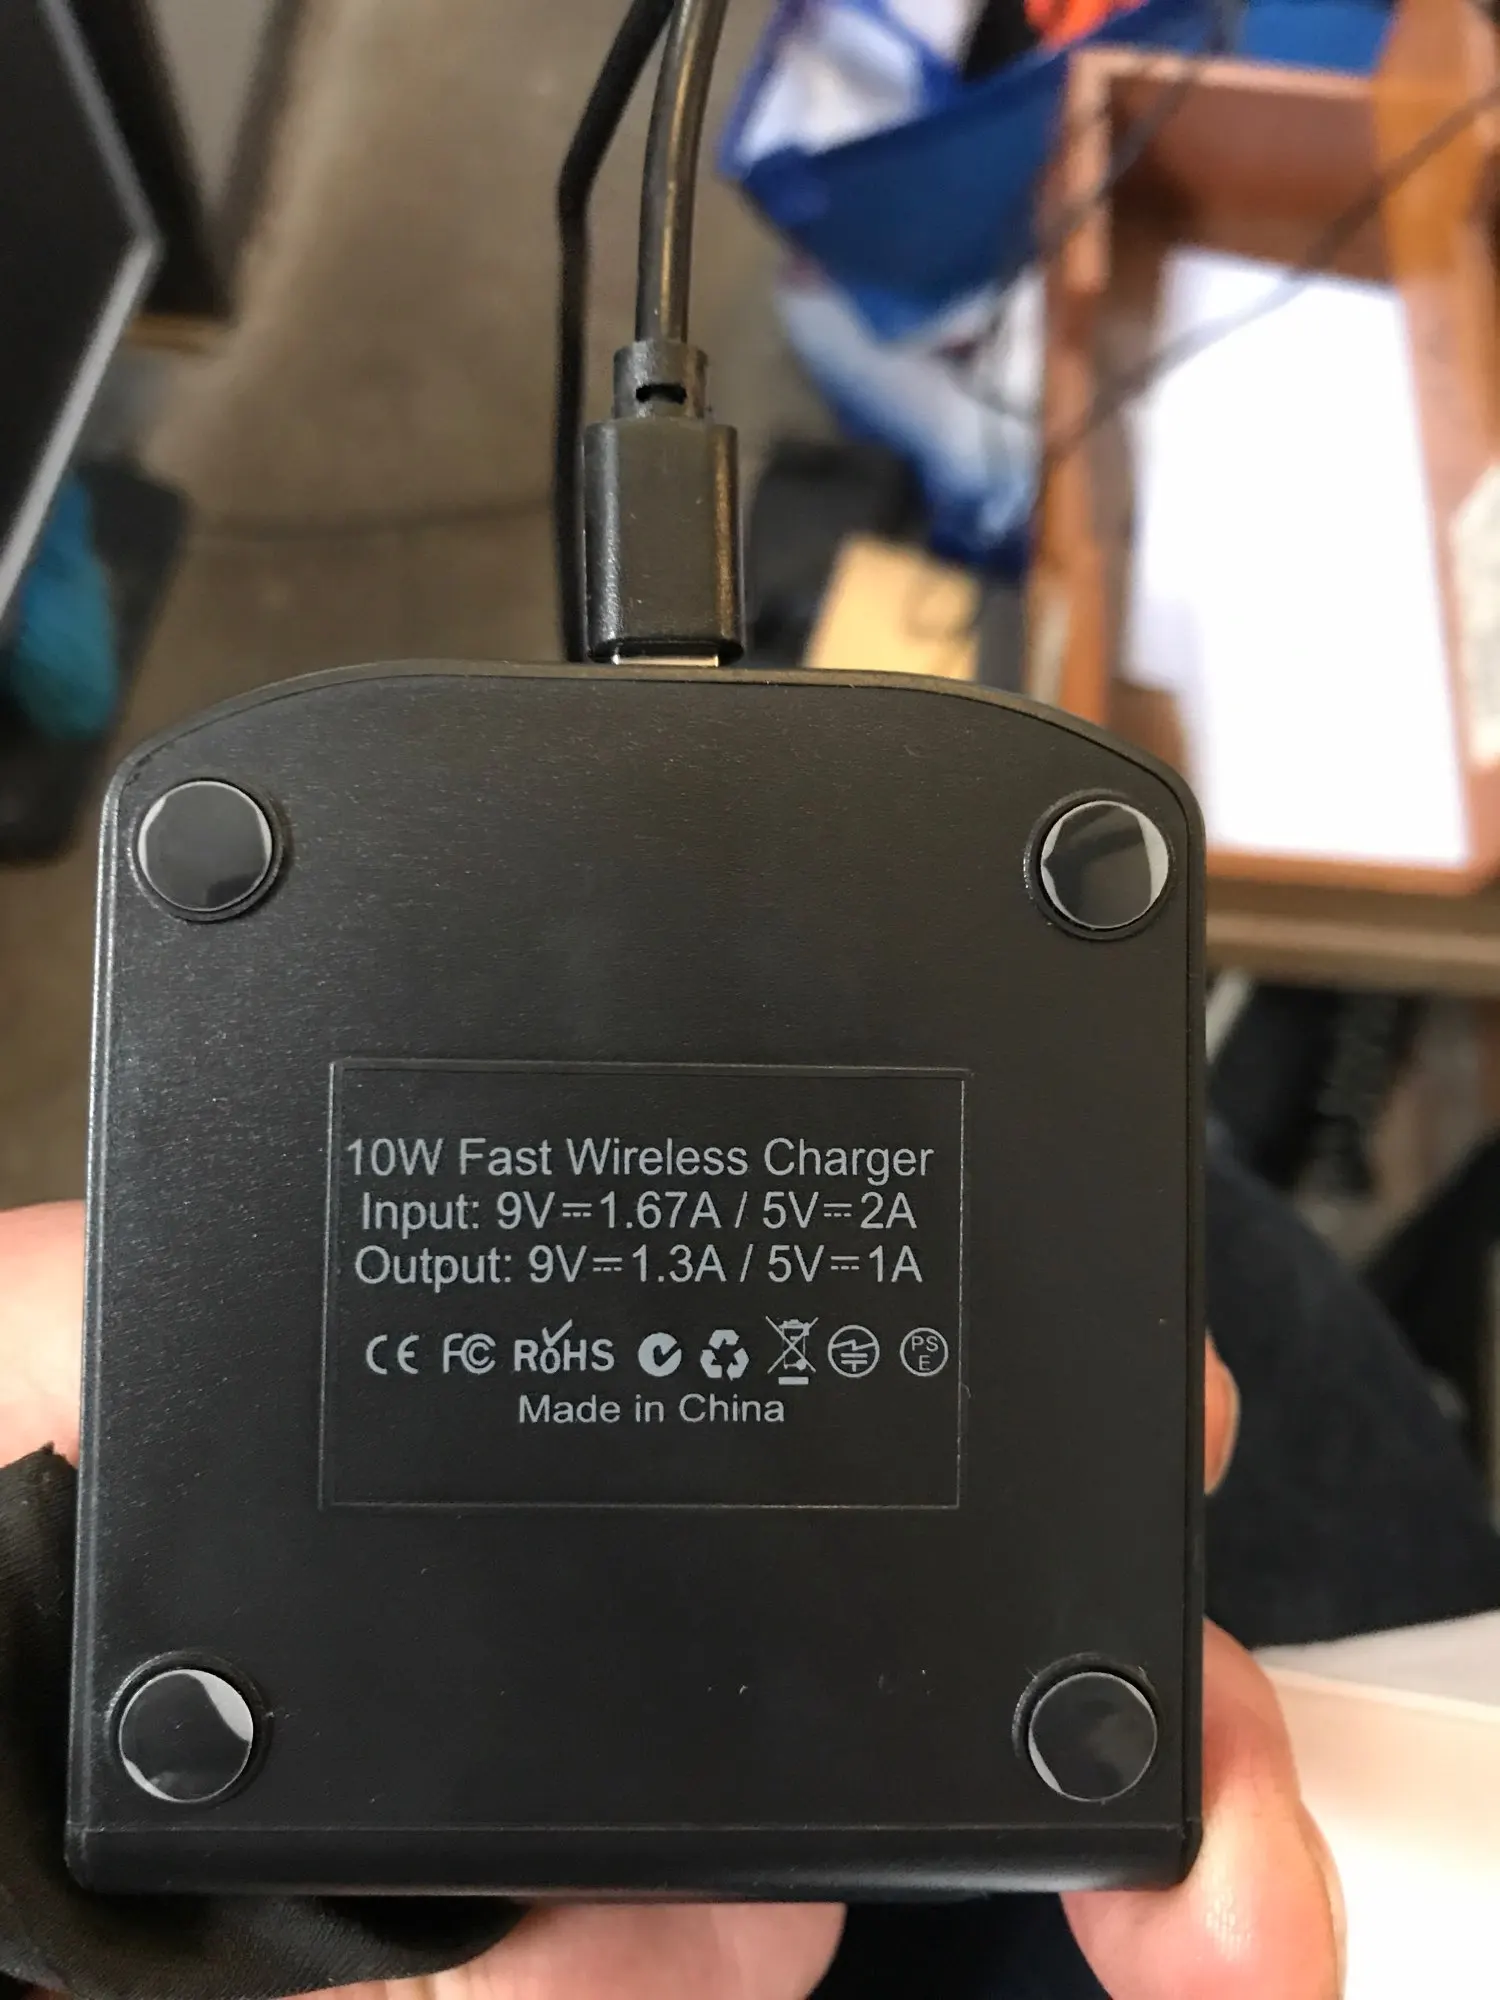 10W Fast Wireless Charger
Input: 9V⎓1.67A / 5V⎓2A
Output: 9V⎓1.3A / 5V⎓1A
CE FC RoHS PS E
Made in China